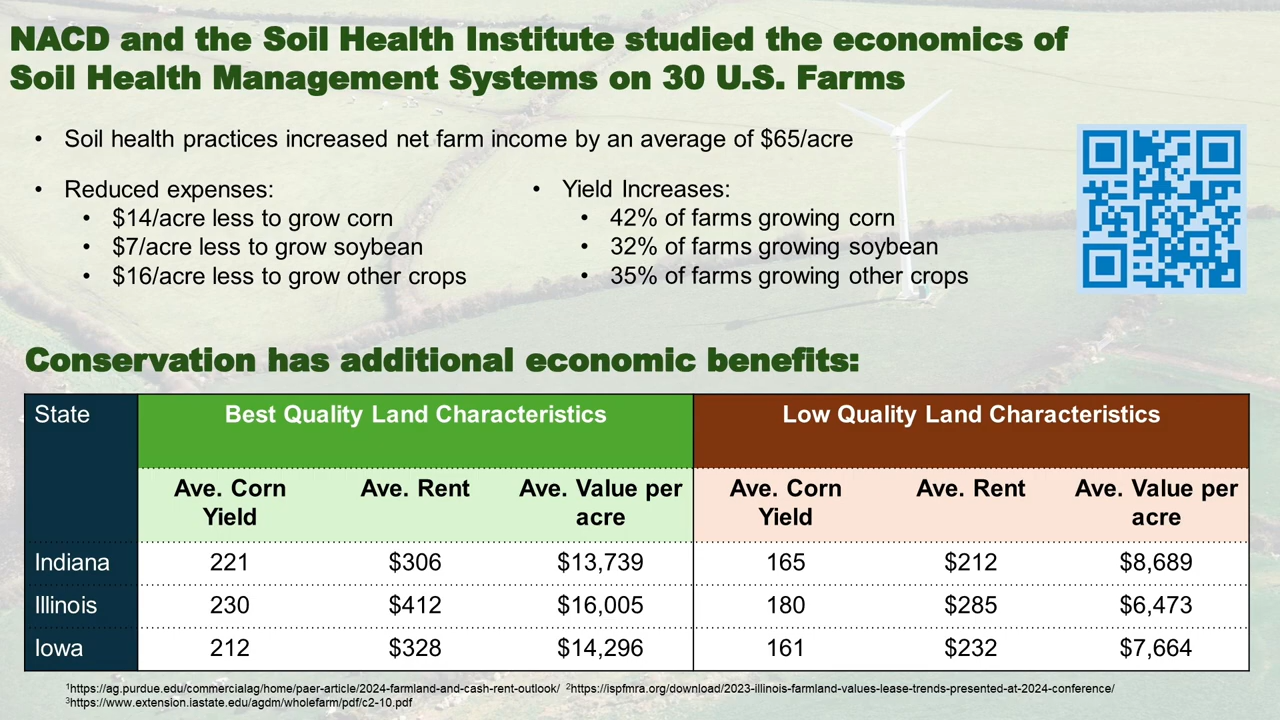 NACD and the Soil Health Institute studied the economics of
Soil Health Management Systems on 30 U.S. Farms
• Soil health practices increased net farm income by an average of $65/acre
• Reduced expenses:
• $14/acre less to grow corn
• $7/acre less to grow soybean
• $16/acre less to grow other crops
• Yield Increases:
• 42% of farms growing corn
• 32% of farms growing soybean
• 35% of farms growing other crops
Conservation has additional economic benefits:
State Best Quality Land Characteristics Low Quality Land Characteristics
Ave. Corn Yield Ave. Rent Ave. Value per acre Ave. Corn Yield Ave. Rent Ave. Value per acre
Indiana 221 $306 $13,739 165 $212 $8,689
Illinois 230 $412 $16,005 180 $285 $6,473
Iowa 212 $328 $14,296 161 $232 $7,664
1https://ag.purdue.edu/commercialag/home/paer-article/2024-farmland-and-cash-rent-outlook/ 2https://ispfmra.org/download/2023-illinois-farmland-values-lease-trends-presented-at-2024-conference/
3https://www.extension.iastate.edu/agdm/wholefarm/pdf/c2-10.pdf